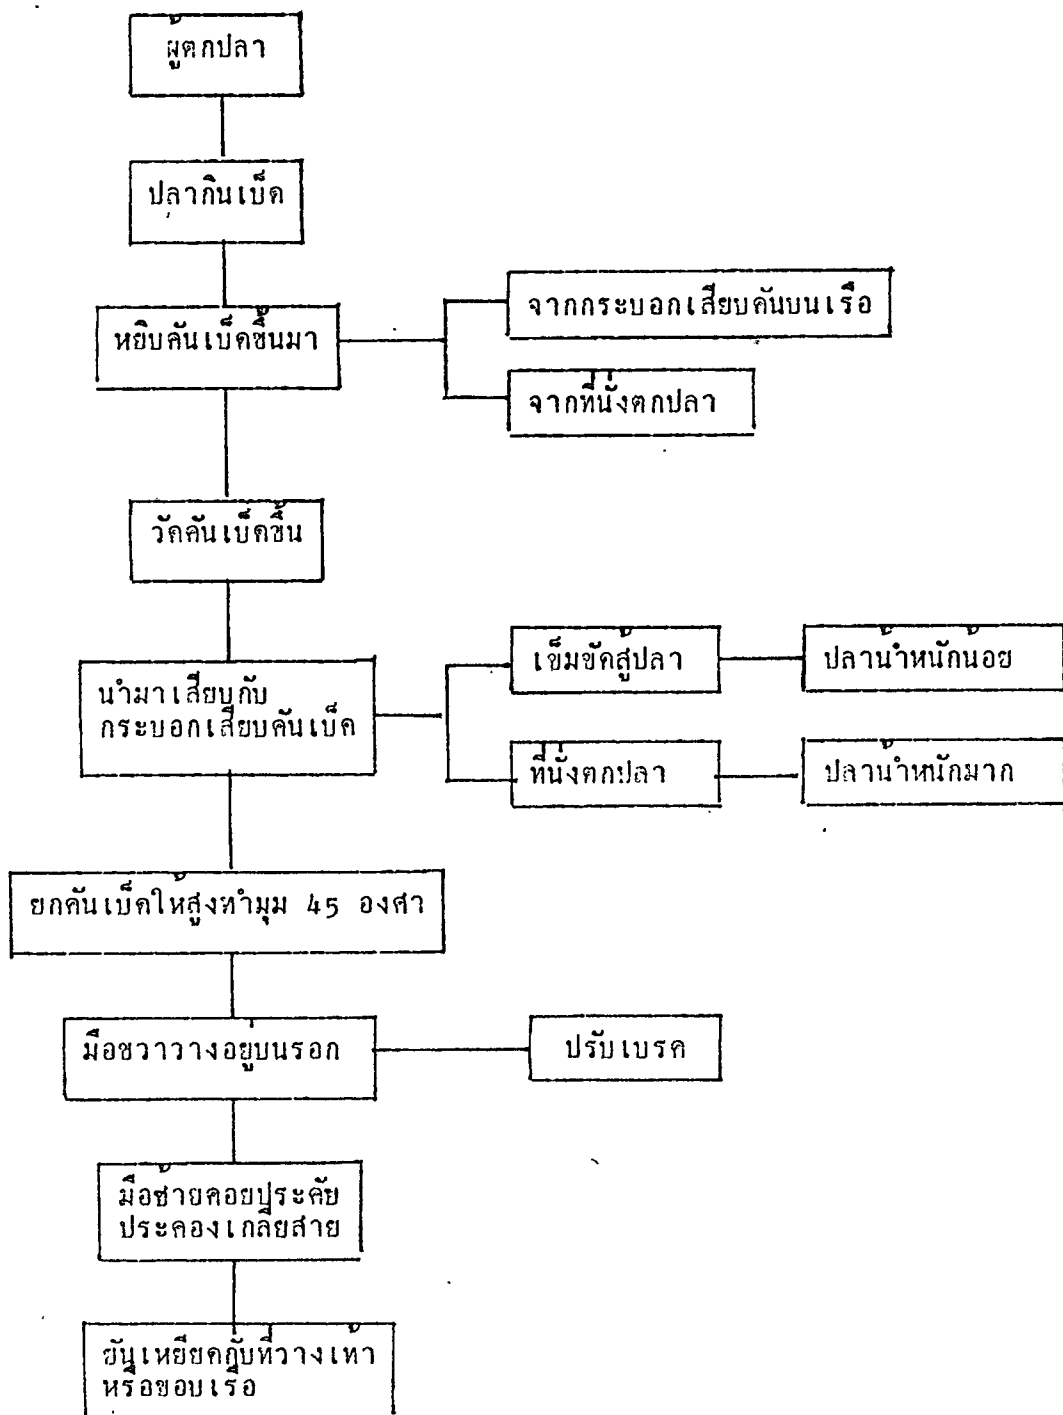 ผู้ตกปลา
ปลากินเบ็ด
หยิบคันเบ็ดขึ้นมา
จากกระบอกเสียบคันบนเรือ
จากที่นั่งตกปลา
วัดคันเบ็ดขึ้น
นำมาเสียบกับ
กระบอกเสียบคันเบ็ด
เข็มขัดสู้ปลา
ปลาน้ำหนักน้อย
ที่นั่งตกปลา
ปลาน้ำหนักมาก
ยกคันเบ็ดให้สูงทำมุม 45 องศา
มือขวาวางอยู่บนรอก
ปรับเบรค
มือซ้ายคอยประคับ
ประคองเกลี่ยสาย
ยันเหยียดกับที่วางเท้า
หรือขอบเรือ